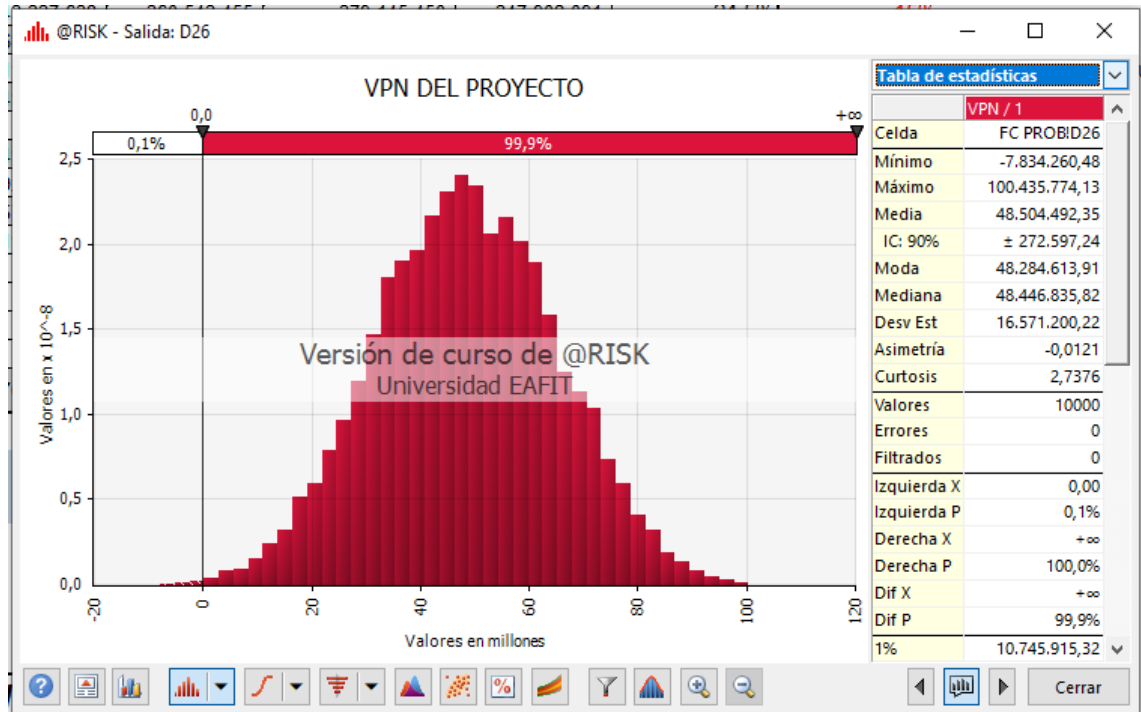 @RISK - Salida: D26
VPN DEL PROYECTO
0,0
+∞
0,1%
99,9%
2,5
2,0
1,5
1,0
0,5
0,0
Valores en x 10^-8
-20
0
20
40
60
80
100
120
Valores en millones
Versión de curso de @RISK
Universidad EAFIT
Tabla de estadísticas
VPN / 1
Celda FC PROB!D26
Mínimo -7.834.260,48
Máximo 100.435.774,13
Media 48.504.492,35
IC: 90% ± 272.597,24
Moda 48.284.613,91
Mediana 48.446.835,82
Desv Est 16.571.200,22
Asimetría -0,0121
Curtosis 2,7376
Valores 10000
Errores 0
Filtrados 0
Izquierda X 0,00
Izquierda P 0,1%
Derecha X +∞
Derecha P 100,0%
Dif X +∞
Dif P 99,9%
1% 10.745.915,32
Cerrar